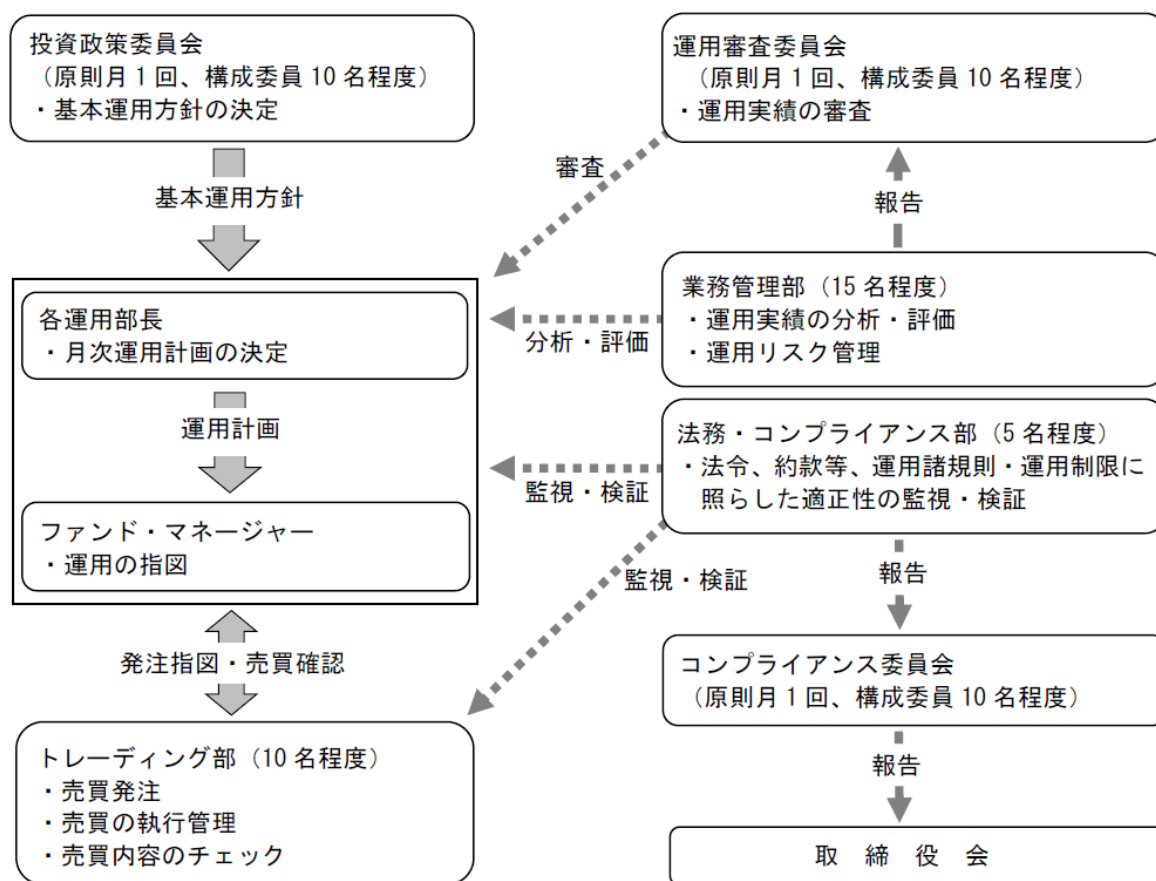 投資政策委員会
（原則月1回、構成委員10名程度）
・基本運用方針の決定
基本運用方針
各運用部長
・月次運用計画の決定
運用計画
ファンド・マネージャー
・運用の指図
発注指図・売買確認
トレーディング部（10名程度）
・売買発注
・売買の執行管理
・売買内容のチェック
運用審査委員会
（原則月1回、構成委員10名程度）
・運用実績の審査
審査
報告
業務管理部（15名程度）
・運用実績の分析・評価
・運用リスク管理
分析・評価
法務・コンプライアンス部（5名程度）
・法令、約款等、運用諸規則・運用制限に
照らした適正性の監視・検証
監視・検証
監視・検証
報告
コンプライアンス委員会
（原則月1回、構成委員10名程度）
報告
取　締　役　会